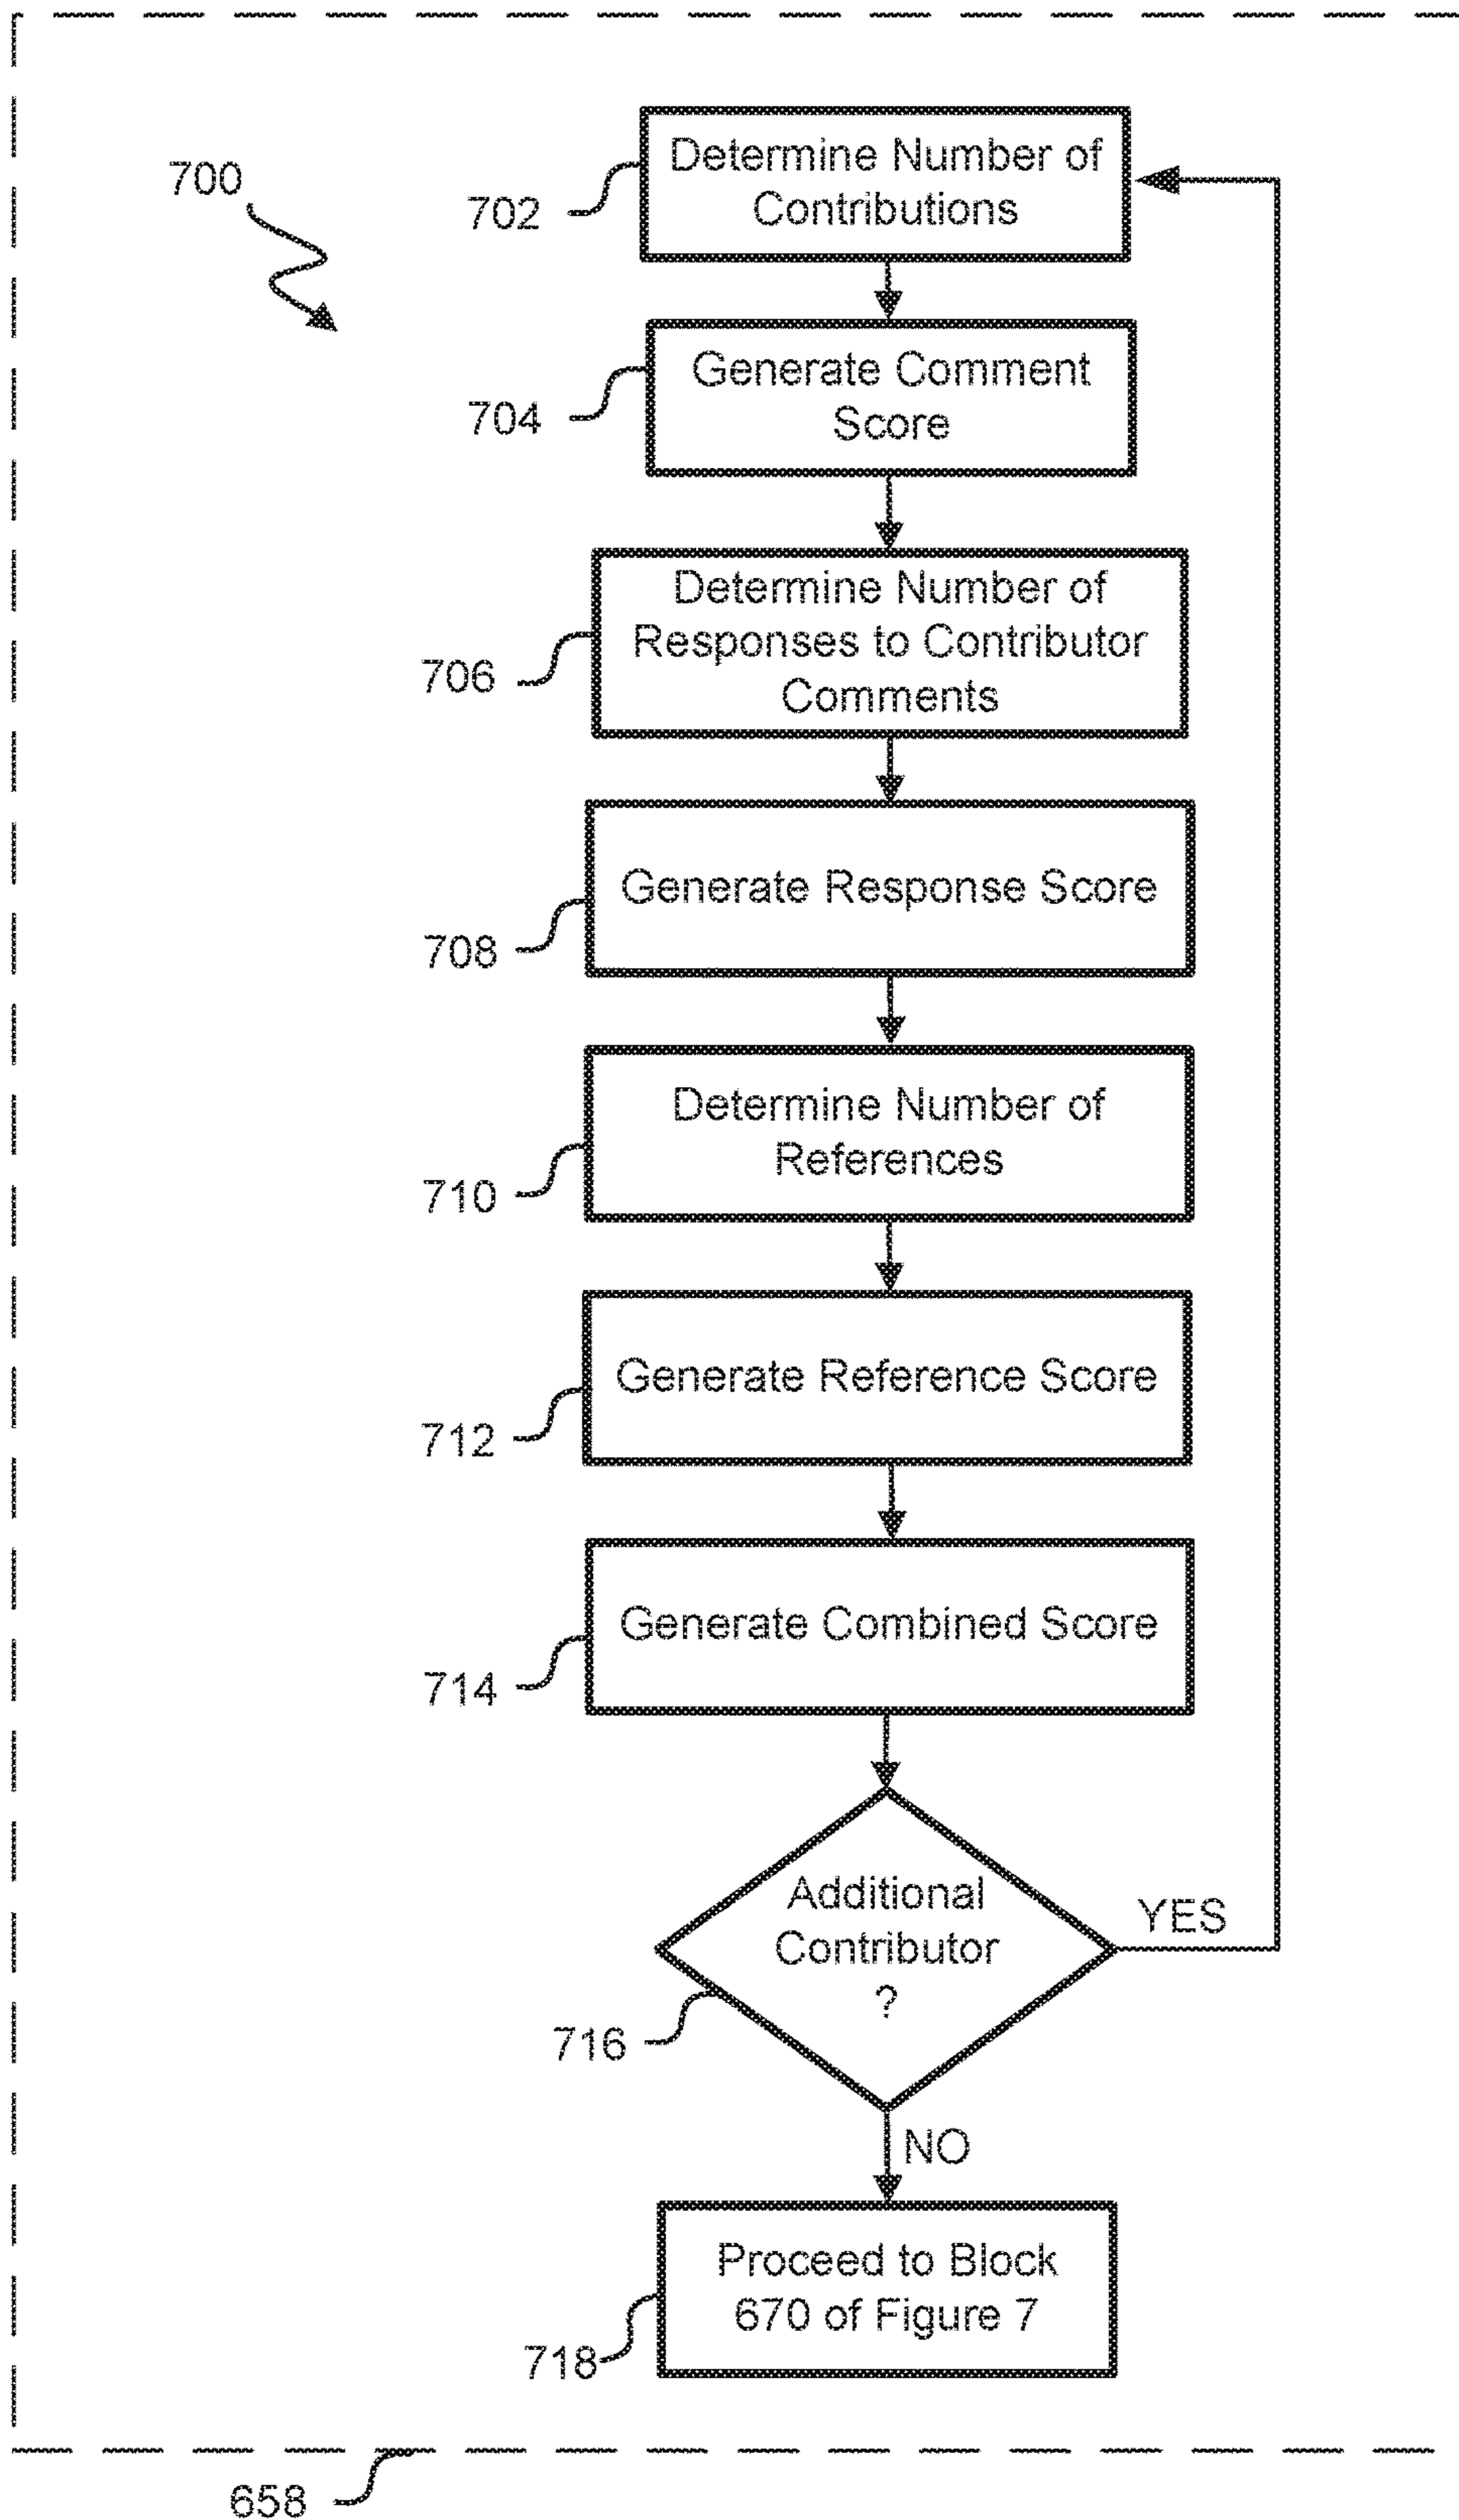 700
702
Determine Number of
Contributions
704
Generate Comment
Score
706
Determine Number of
Responses to Contributor
Comments
708
Generate Response Score
710
Determine Number of
References
712
Generate Reference Score
714
Generate Combined Score
716
Additional
Contributor
?
YES
NO
718
Proceed to Block
670 of Figure 7
658